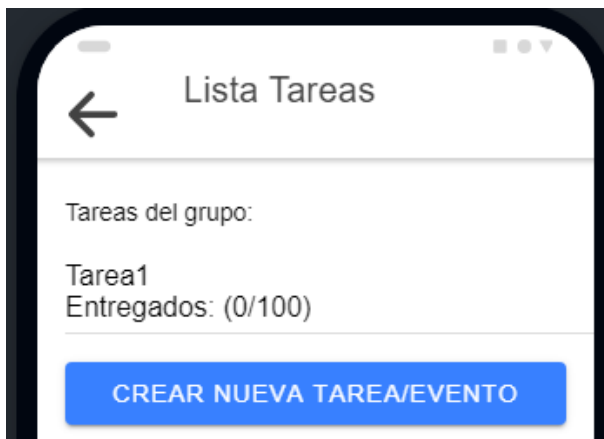 Lista Tareas
Tareas del grupo:
Tarea1
Entregados: (0/100)
CREAR NUEVA TAREA/EVENTO